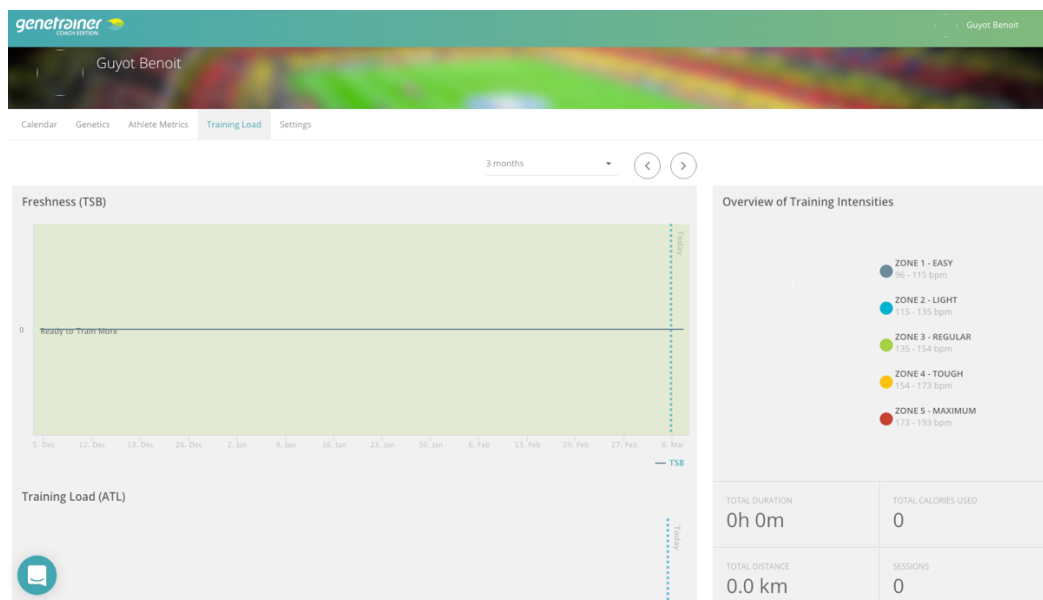 genetrainer
COACH EDITION
Guyot Benoit
Guyot Benoit
Calendar Genetics Athlete Metrics Training Load Settings
3 months
Freshness (TSB)
Today
0 Ready to Train More
5. Dec 12. Dec 19. Dec 26. Dec 2. Jan 9. Jan 16. Jan 23. Jan 30. Jan 6. Feb 13. Feb 20. Feb 27. Feb 6. Mar
TSB
Training Load (ATL)
Today
Overview of Training Intensities
ZONE 1 - EASY
96 - 115 bpm
ZONE 2 - LIGHT
115 - 135 bpm
ZONE 3 - REGULAR
135 - 154 bpm
ZONE 4 - TOUGH
154 - 173 bpm
ZONE 5 - MAXIMUM
173 - 193 bpm
TOTAL DURATION
0h 0m
TOTAL CALORIES USED
0
TOTAL DISTANCE
0.0 km
SESSIONS
0